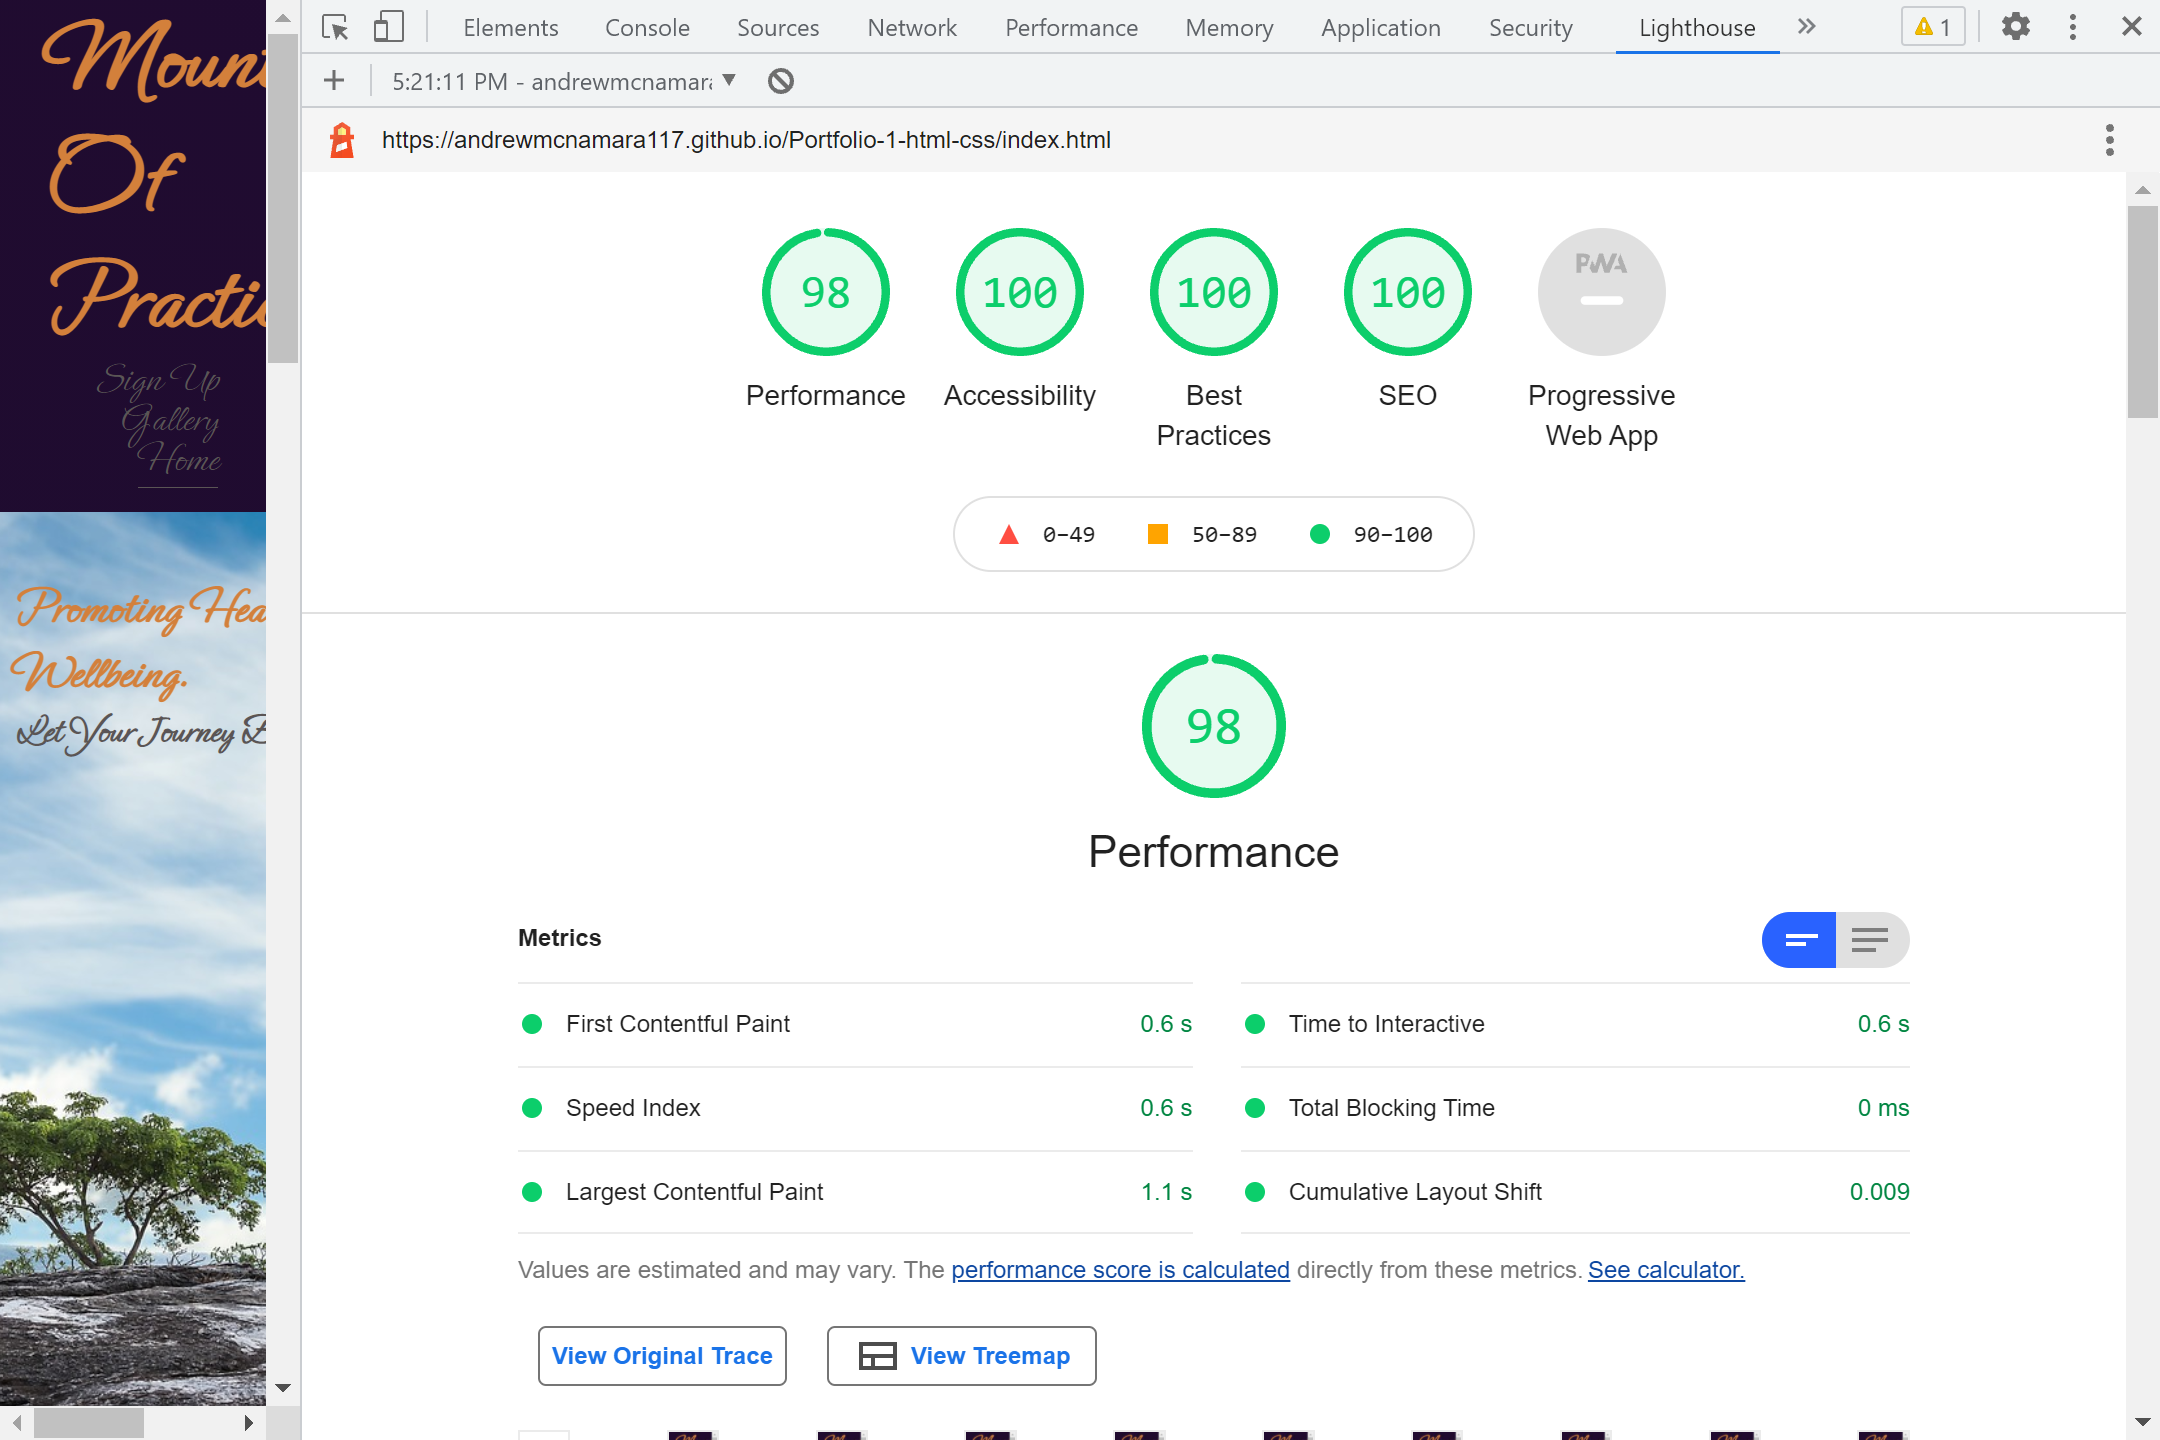 Mount
Of
Practi
Sign Up
Gallery
Home
Promoting Hea
Wellbeing.
Let Your Journey B
Elements Console Sources Network Performance Memory Application Security Lighthouse 1
5:21:11 PM - andrewmcnamar
https://andrewmcnamara117.github.io/Portfolio-1-html-css/index.html
98 100 100 100 PWA
Performance Accessibility Best Practices SEO Progressive Web App
0–49 50–89 90–100
98
Performance
Metrics
First Contentful Paint 0.6 s
Time to Interactive 0.6 s
Speed Index 0.6 s
Total Blocking Time 0 ms
Largest Contentful Paint 1.1 s
Cumulative Layout Shift 0.009
Values are estimated and may vary. The performance score is calculated directly from these metrics. See calculator.
View Original Trace
View Treemap